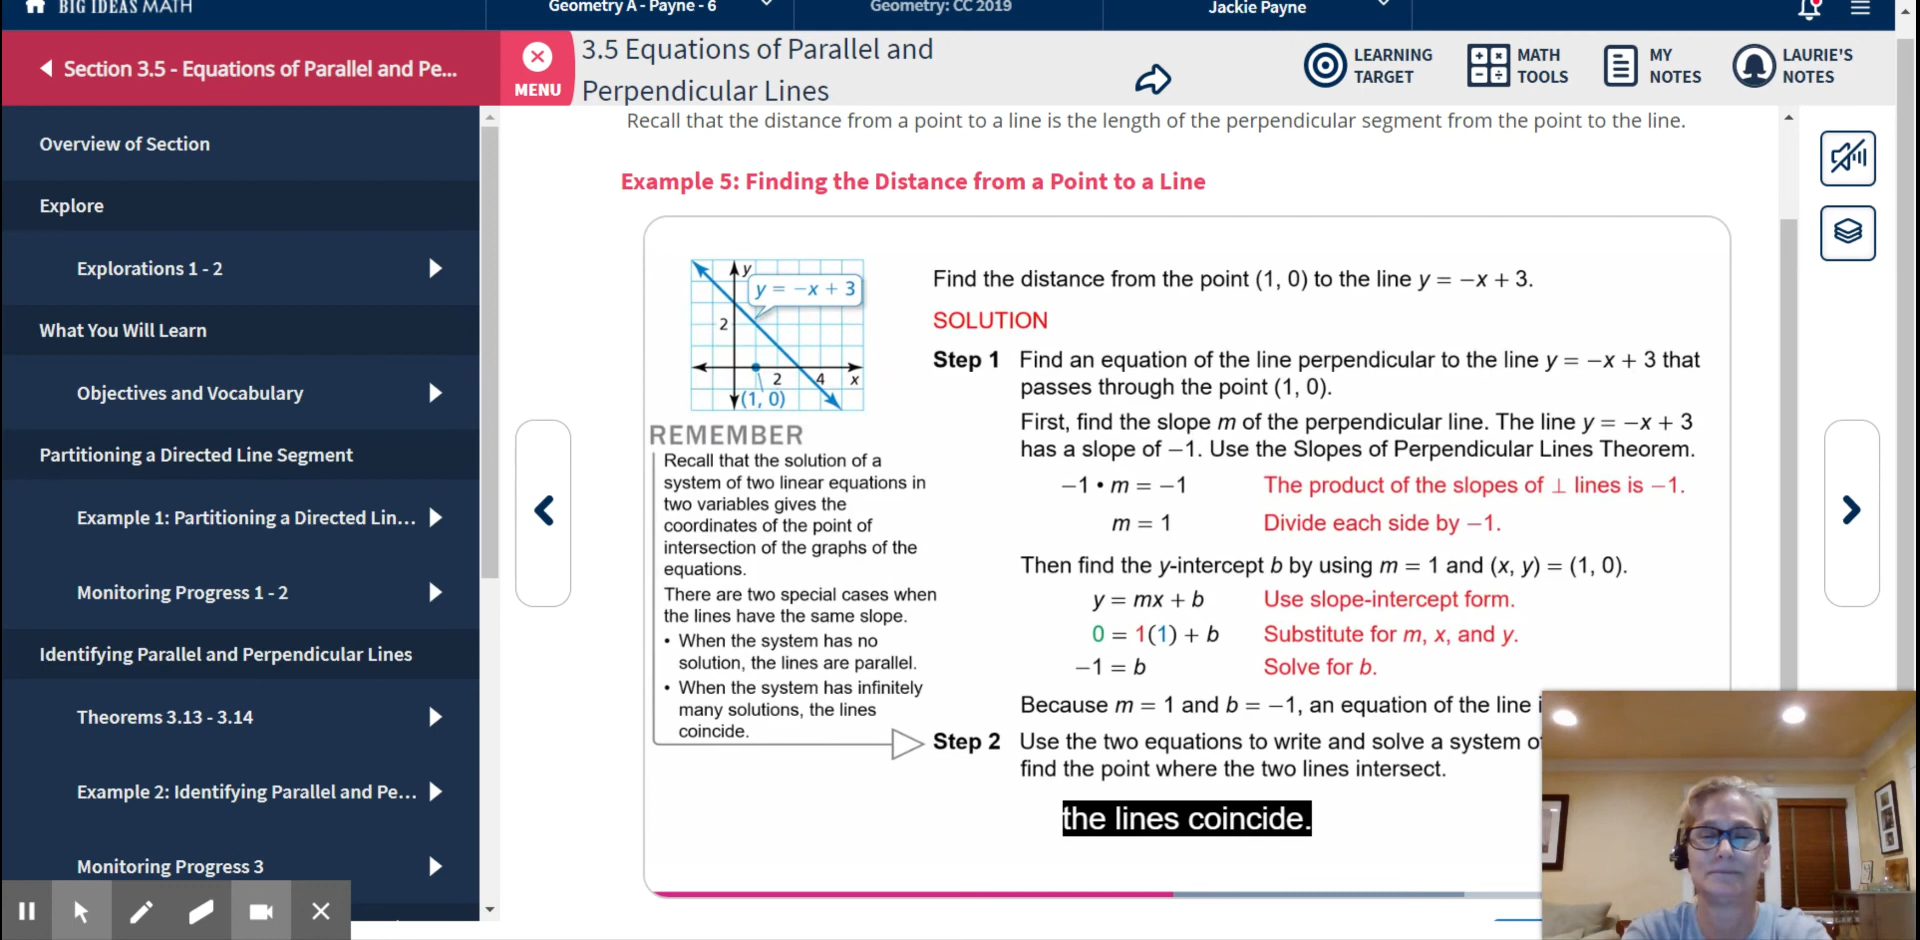 BIG IDEAS MATH
Geometry A - Payne - 6
Geometry: CC 2019
Jackie Payne
Section 3.5 - Equations of Parallel and Pe...
MENU
3.5 Equations of Parallel and
Perpendicular Lines
LEARNING
TARGET
MATH
TOOLS
MY
NOTES
LAURIE'S
NOTES
Overview of Section
Explore
Explorations 1 - 2
What You Will Learn
Objectives and Vocabulary
Partitioning a Directed Line Segment
Example 1: Partitioning a Directed Lin...
Monitoring Progress 1 - 2
Identifying Parallel and Perpendicular Lines
Theorems 3.13 - 3.14
Example 2: Identifying Parallel and Pe...
Monitoring Progress 3
Recall that the distance from a point to a line is the length of the perpendicular segment from the point to the line.
Example 5: Finding the Distance from a Point to a Line
y
y = −x + 3
2
2
4
x
(1, 0)
REMEMBER
Recall that the solution of a
system of two linear equations in
two variables gives the
coordinates of the point of
intersection of the graphs of the
equations.
There are two special cases when
the lines have the same slope.
• When the system has no
solution, the lines are parallel.
• When the system has infinitely
many solutions, the lines
coincide.
Find the distance from the point (1, 0) to the line y = −x + 3.
SOLUTION
Step 1 Find an equation of the line perpendicular to the line y = −x + 3 that
passes through the point (1, 0).
First, find the slope m of the perpendicular line. The line y = −x + 3
has a slope of −1. Use the Slopes of Perpendicular Lines Theorem.
−1 • m = −1 The product of the slopes of ⊥ lines is −1.
m = 1 Divide each side by −1.
Then find the y-intercept b by using m = 1 and (x, y) = (1, 0).
y = mx + b Use slope-intercept form.
0 = 1(1) + b Substitute for m, x, and y.
−1 = b Solve for b.
Because m = 1 and b = −1, an equation of the line
Step 2 Use the two equations to write and solve a system
find the point where the two lines intersect.
the lines coincide.